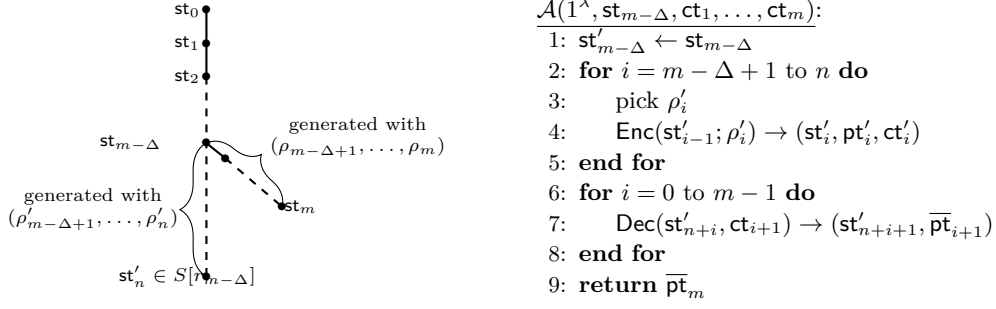 st₀
st₁
st₂
st_{m−Δ}
generated with
(ρ_{m−Δ+1}, …, ρ_m)
generated with
(ρ′_{m−Δ+1}, …, ρ′_n)
st_m
st′_n ∈ S[r_{m−Δ}]
𝒜(1^λ, st_{m−Δ}, ct₁, …, ct_m):
1: st′_{m−Δ} ← st_{m−Δ}
2: for i = m − Δ + 1 to n do
3: pick ρ′_i
4: Enc(st′_{i−1}; ρ′_i) → (st′_i, pt′_i, ct′_i)
5: end for
6: for i = 0 to m − 1 do
7: Dec(st′_{n+i}, ct_{i+1}) → (st′_{n+i+1}, p̅t̅_{i+1})
8: end for
9: return p̅t̅_m